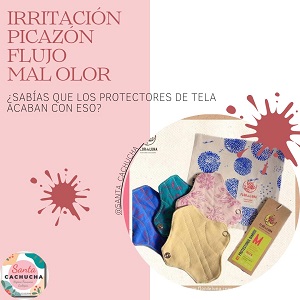 IRRITACIÓN
PICAZÓN
FLUJO
MAL OLOR
¿SABÍAS QUE LOS PROTECTORES DE TELA
ACABAN CON ESO?
@SANTA_CACHUCHA
Santa
CACHUCHA
M